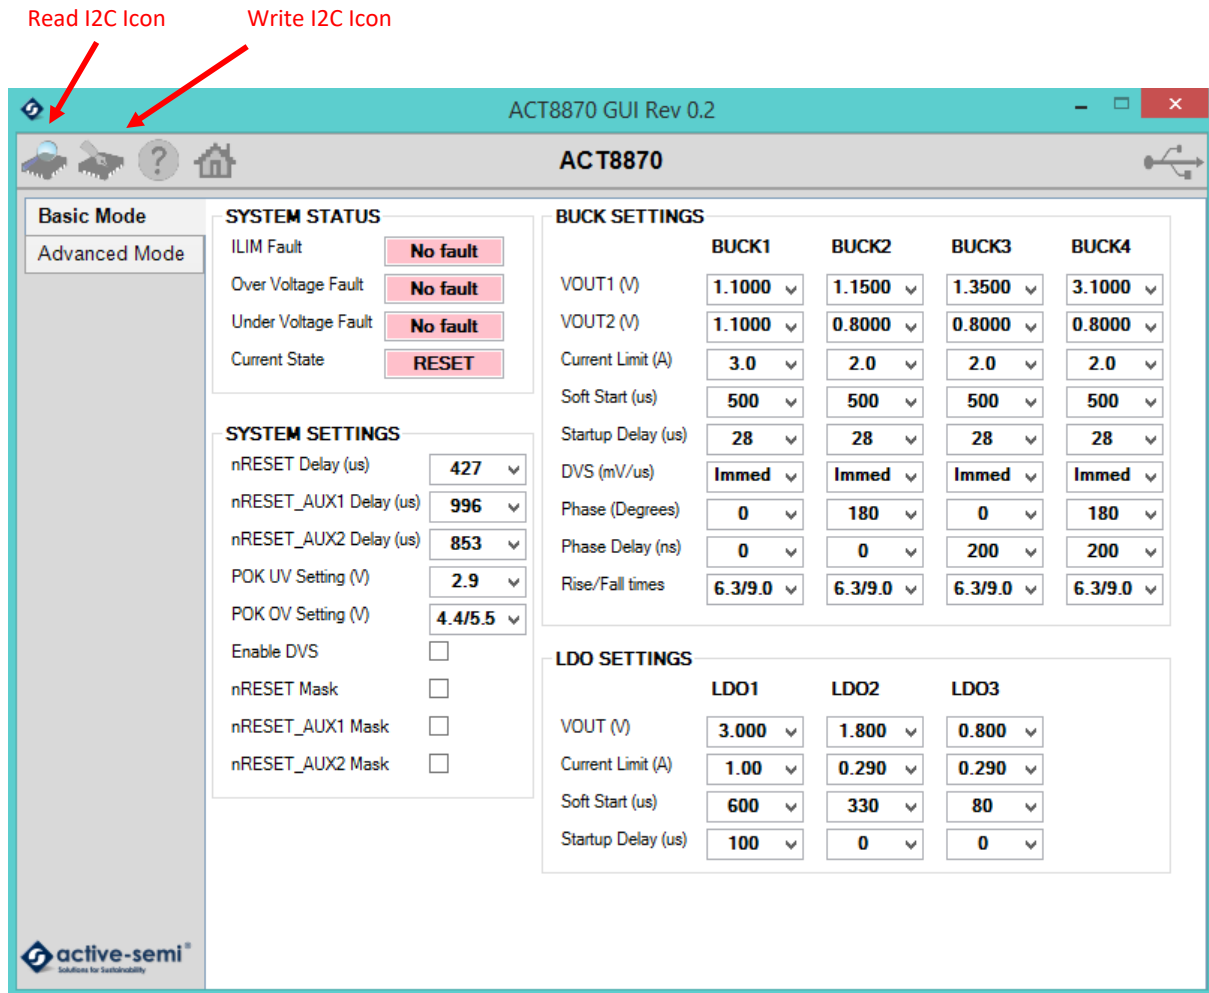 Read I2C Icon Write I2C Icon
ACT8870 GUI Rev 0.2
?
ACT8870
Basic Mode
Advanced Mode
SYSTEM STATUS
ILIM Fault No fault
Over Voltage Fault No fault
Under Voltage Fault No fault
Current State RESET
SYSTEM SETTINGS
nRESET Delay (us) 427
nRESET_AUX1 Delay (us) 996
nRESET_AUX2 Delay (us) 853
POK UV Setting (V) 2.9
POK OV Setting (V) 4.4/5.5
Enable DVS
nRESET Mask
nRESET_AUX1 Mask
nRESET_AUX2 Mask
BUCK SETTINGS
BUCK1 BUCK2 BUCK3 BUCK4
VOUT1 (V) 1.1000 1.1500 1.3500 3.1000
VOUT2 (V) 1.1000 0.8000 0.8000 0.8000
Current Limit (A) 3.0 2.0 2.0 2.0
Soft Start (us) 500 500 500 500
Startup Delay (us) 28 28 28 28
DVS (mV/us) Immed Immed Immed Immed
Phase (Degrees) 0 180 0 180
Phase Delay (ns) 0 0 200 200
Rise/Fall times 6.3/9.0 6.3/9.0 6.3/9.0 6.3/9.0
LDO SETTINGS
LDO1 LDO2 LDO3
VOUT (V) 3.000 1.800 0.800
Current Limit (A) 1.00 0.290 0.290
Soft Start (us) 600 330 80
Startup Delay (us) 100 0 0
active-semi®
Solutions for Sustainability